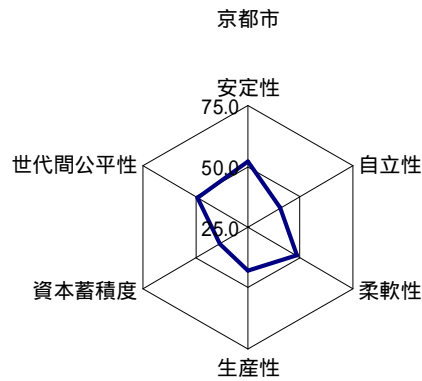 京都市
安定性
75.0
世代間公平性
自立性
50.0
25.0
資本蓄積度
柔軟性
生産性